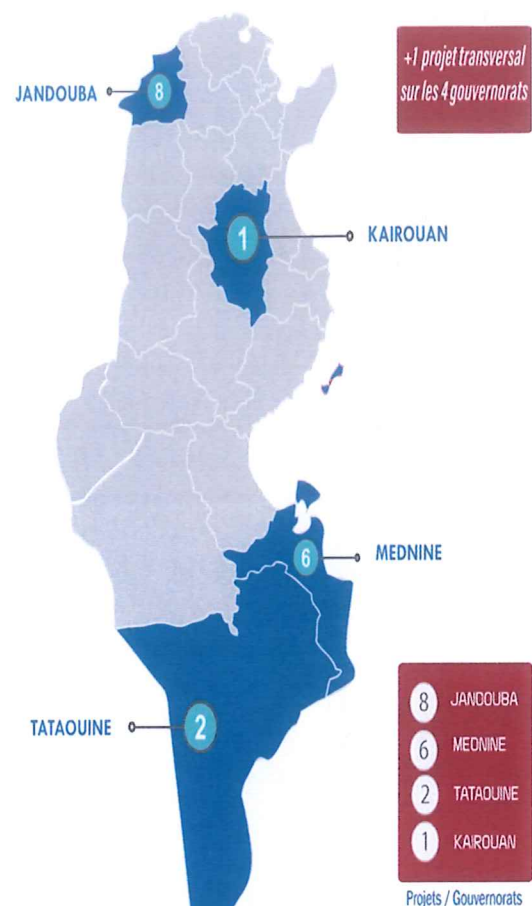 +1 projet transversal
sur les 4 gouvernorats
JANDOUBA
8
1
KAIROUAN
6
MEDNINE
TATAOUINE
2
8 JANDOUBA
6 MEDNINE
2 TATAOUINE
1 KAIROUAN
Projets / Gouvernorats